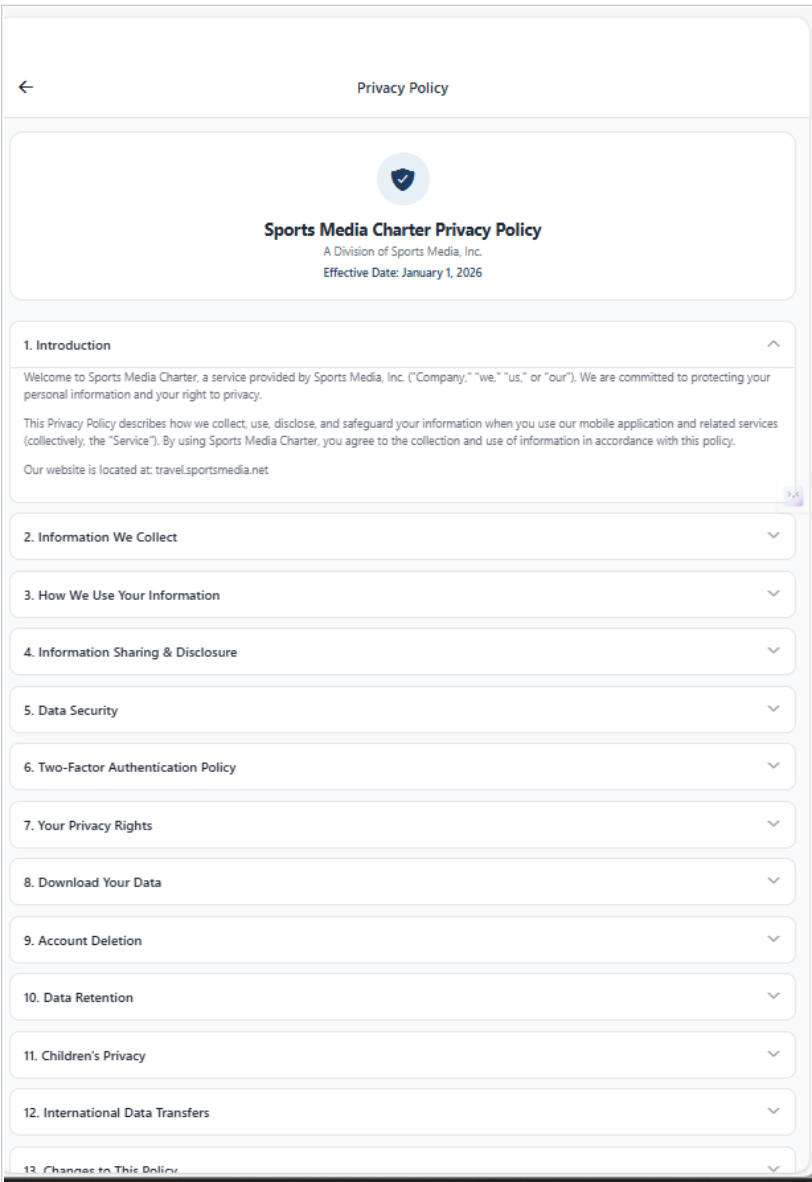 Privacy Policy
Sports Media Charter Privacy Policy
A Division of Sports Media, Inc.
Effective Date: January 1, 2026
1. Introduction
Welcome to Sports Media Charter, a service provided by Sports Media, Inc. ("Company," "we," "us," or "our"). We are committed to protecting your
personal information and your right to privacy.
This Privacy Policy describes how we collect, use, disclose, and safeguard your information when you use our mobile application and related services
(collectively, the "Service"). By using Sports Media Charter, you agree to the collection and use of information in accordance with this policy.
Our website is located at: travel.sportsmedia.net
2. Information We Collect
3. How We Use Your Information
4. Information Sharing & Disclosure
5. Data Security
6. Two-Factor Authentication Policy
7. Your Privacy Rights
8. Download Your Data
9. Account Deletion
10. Data Retention
11. Children's Privacy
12. International Data Transfers
13. Changes to This Policy